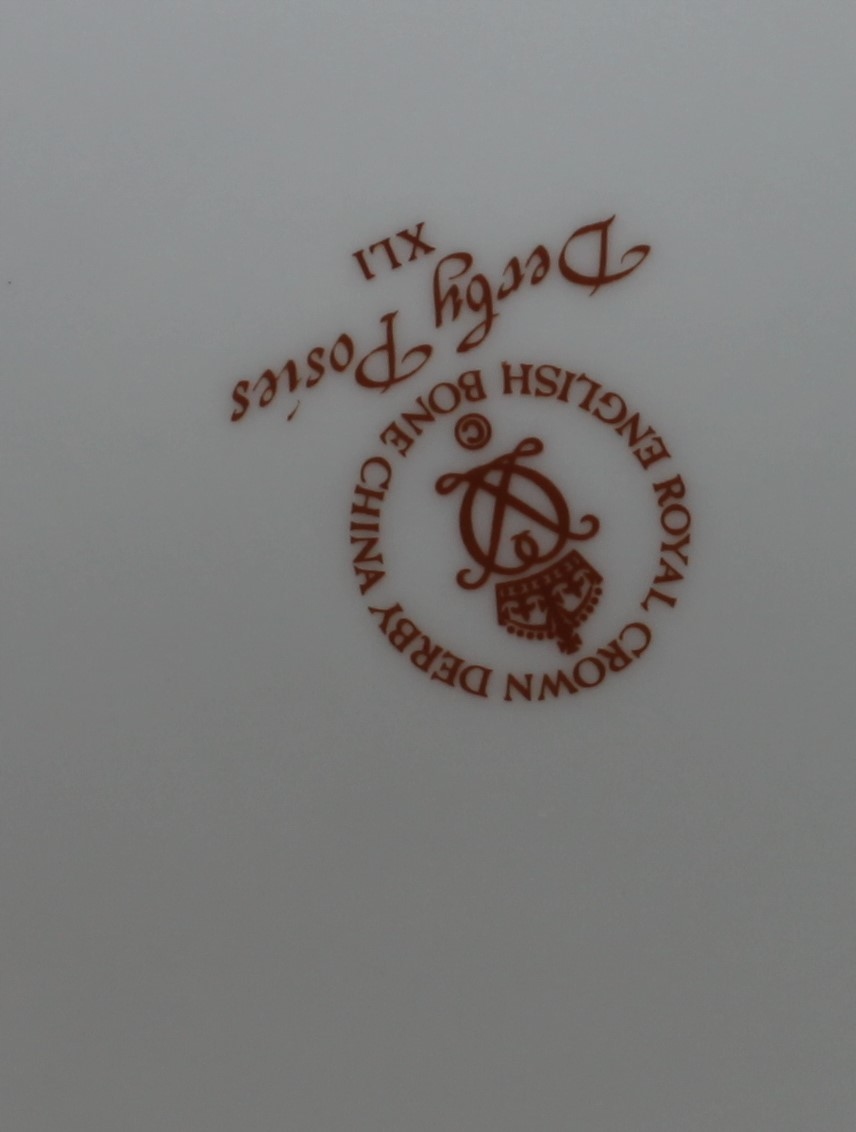 ROYAL CROWN DERBY CHINA
ENGLISH BONE
©
Derby Posies
XLI